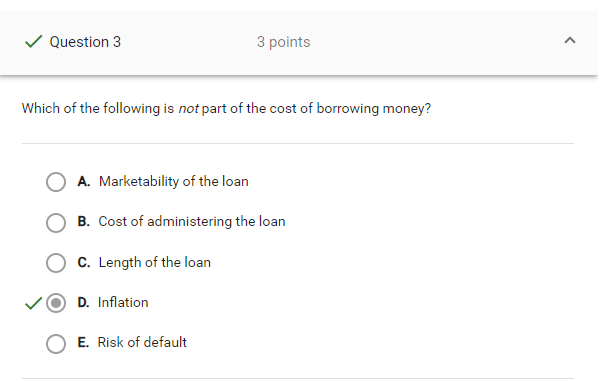 Question 3 3 points
Which of the following is not part of the cost of borrowing money?
A. Marketability of the loan
B. Cost of administering the loan
C. Length of the loan
D. Inflation
E. Risk of default